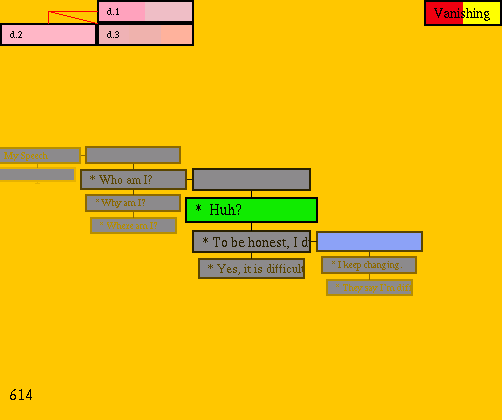 d.1
Vanishing
d.2
d.3
* Who am I?
* Why am I?
* Huh?
* To be honest, I d
* Yes, it is difficul
* I keep changing.
614